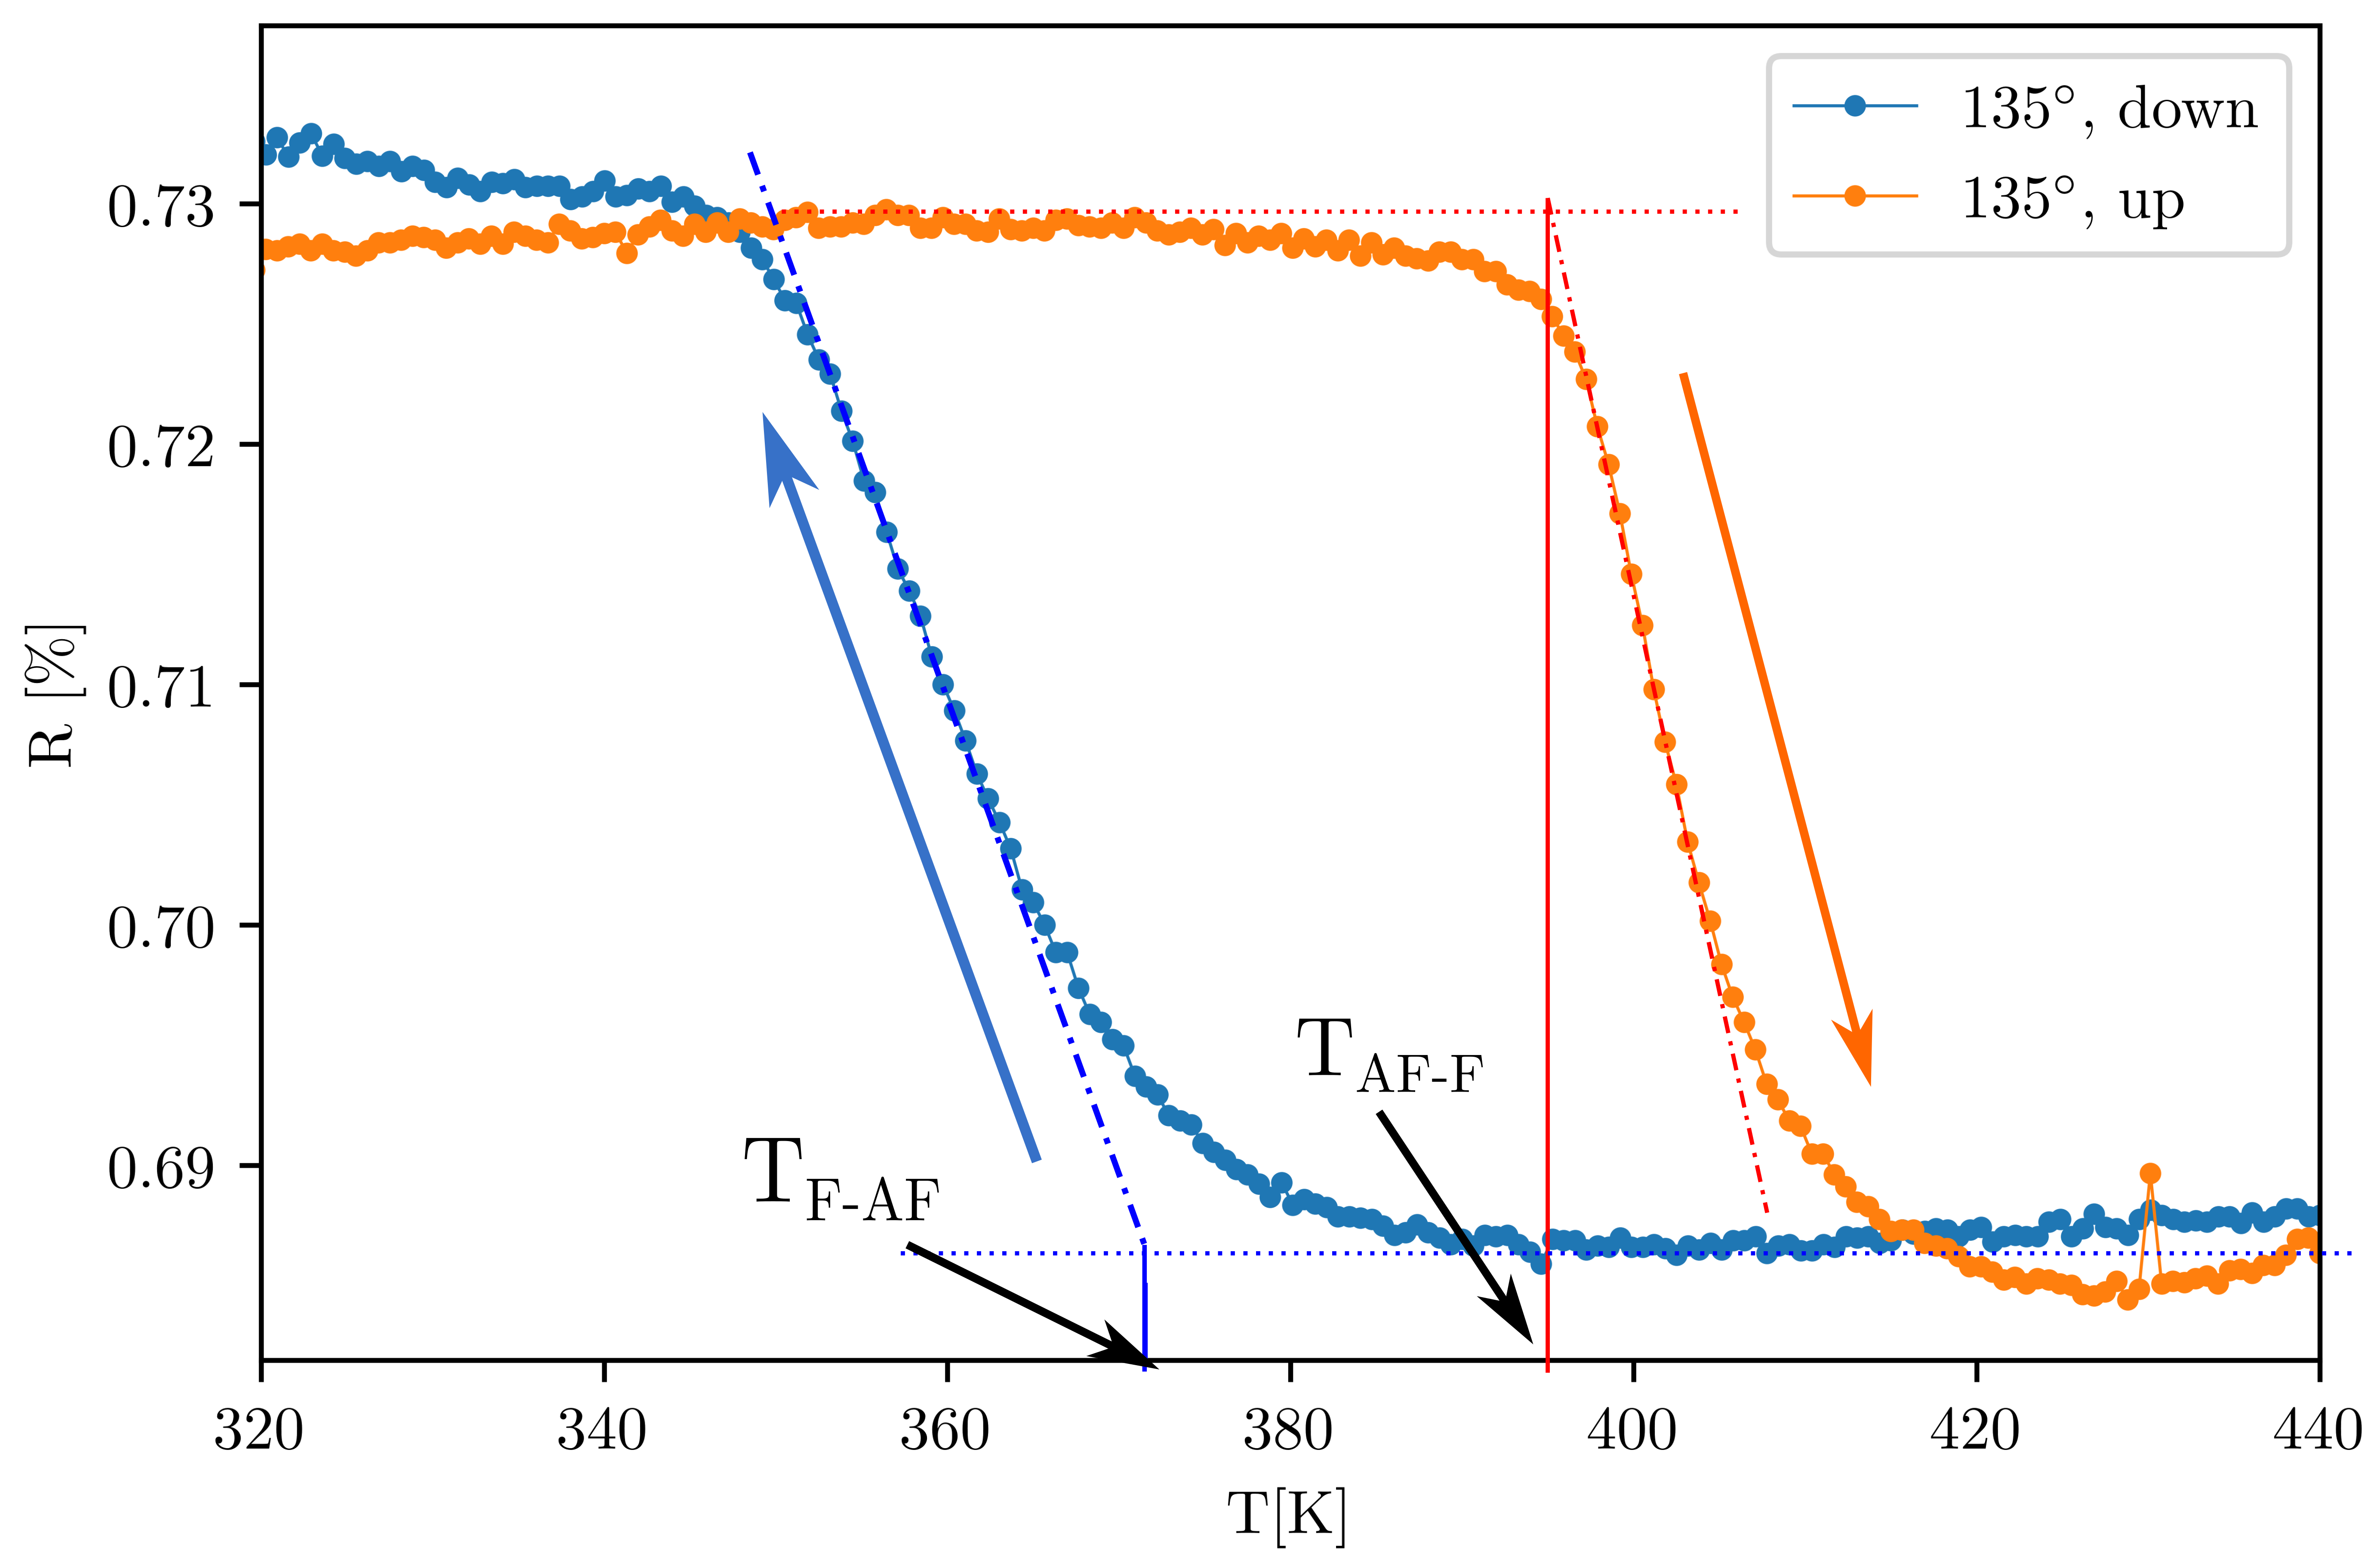 135°, down
135°, up
0.73
0.72
0.71
0.70
0.69
R [%]
T_AF-F
T_F-AF
320 340 360 380 400 420 440
T[K]